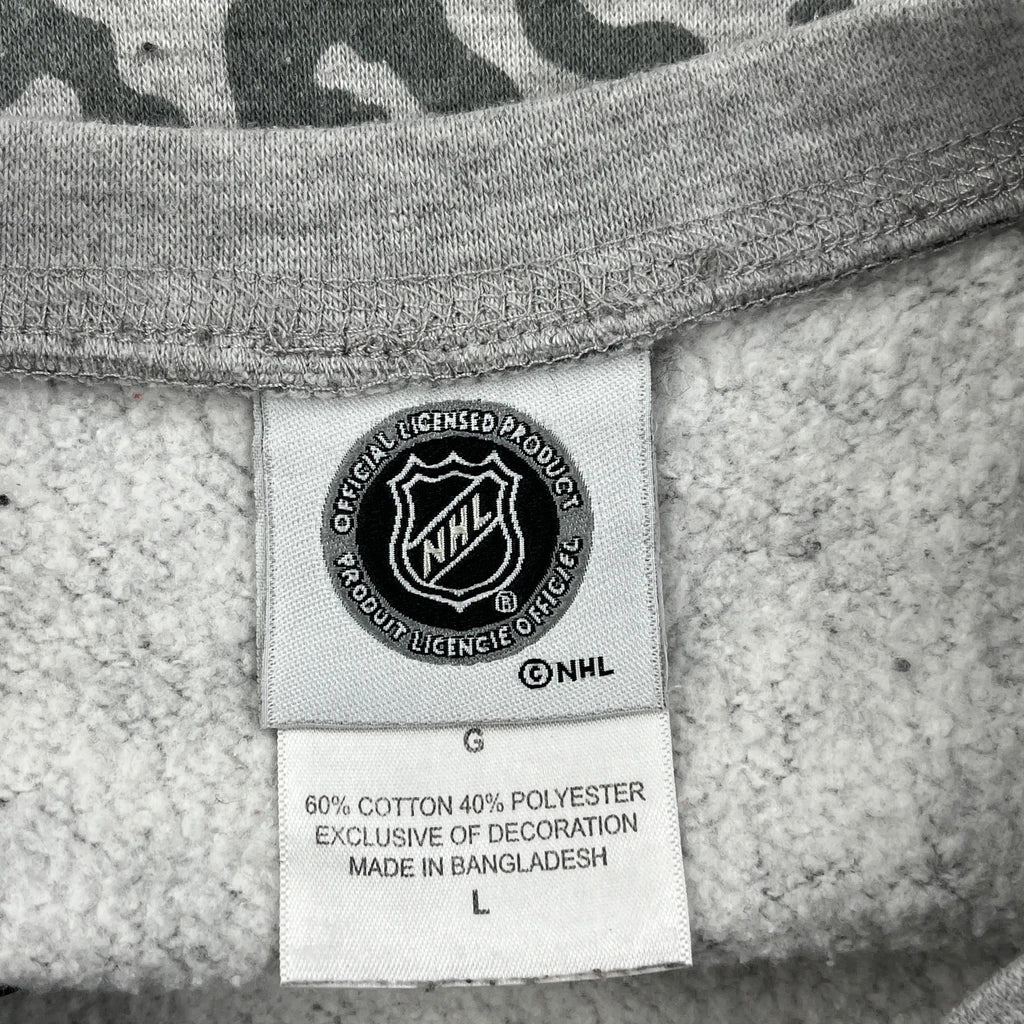 OFFICIAL LICENSED PRODUCT
NHL
®
PRODUIT LICENCIE OFFICIEL
©NHL
G
60% COTTON 40% POLYESTER
EXCLUSIVE OF DECORATION
MADE IN BANGLADESH
L